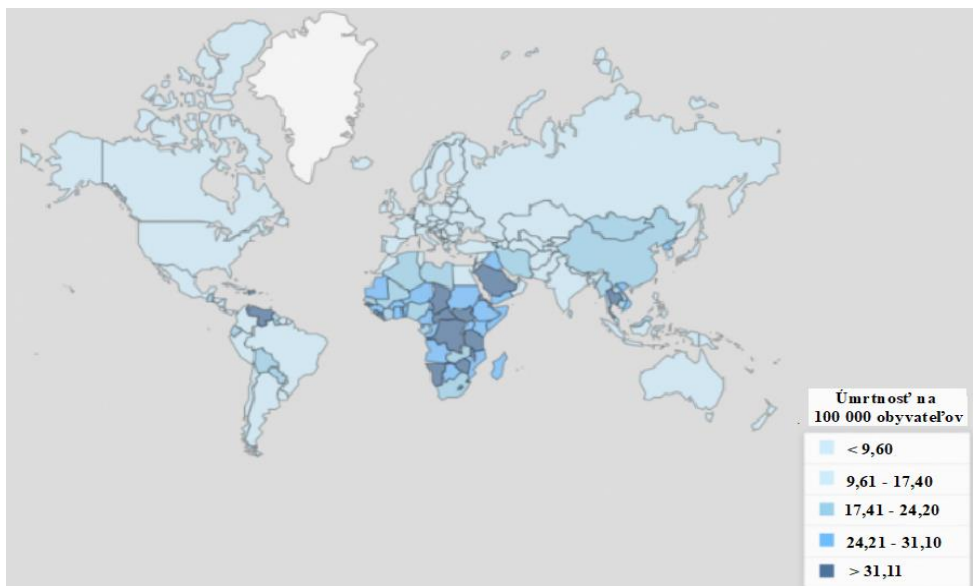 Úmrtnosť na
100 000 obyvateľov
< 9,60
9,61 - 17,40
17,41 - 24,20
24,21 - 31,10
> 31,11